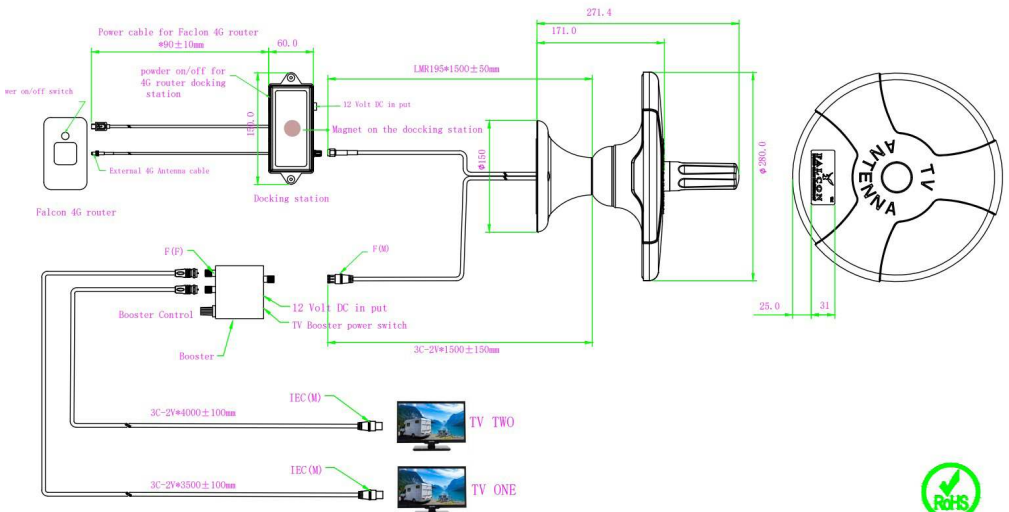 271.4
171.0
Power cable for Faclon 4G router
*90±10mm
60.0
powder on/off for
4G router docking
station
LMR195*1500±50mm
wer on/off switch
12 Volt DC in put
150.0
Magnet on the doccking station
External 4G Antenna cable
Docking station
Falcon 4G router
φ150
φ280.0
TV
ANTENNA
FALCON
25.0
31
F(F)
F(M)
12 Volt DC in put
Booster Control
TV Booster power switch
Booster
3C-2V*1500±150mm
IEC(M)
3C-2V*4000±100mm
TV TWO
IEC(M)
3C-2V*3500±100mm
TV ONE
RoHS